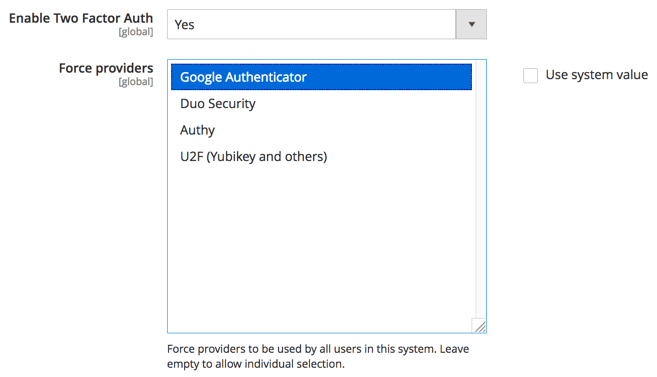 Enable Two Factor Auth
[global]
Yes
Force providers
[global]
Google Authenticator
Duo Security
Authy
U2F (Yubikey and others)
Use system value
Force providers to be used by all users in this system. Leave
empty to allow individual selection.